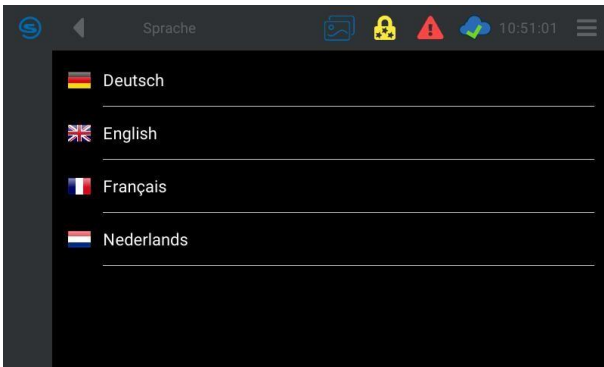 Sprache 10:51:01
Deutsch
English
Français
Nederlands